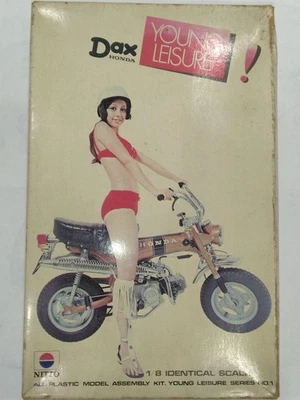 YOUNG
LEISURE!
Dax
HONDA
HONDA
NITTO
1/8 IDENTICAL SCALE
ALL PLASTIC MODEL ASSEMBLY KIT. YOUNG LEISURE SERIES NO.1